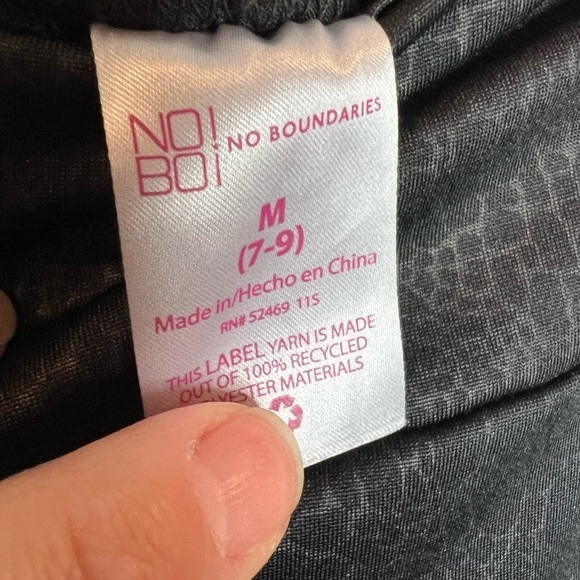 NO!
BO!
NO BOUNDARIES
M
(7-9)
Made in/Hecho en China
RN# 52469 11S
THIS LABEL YARN IS MADE
OUT OF 100% RECYCLED
MATERIALS